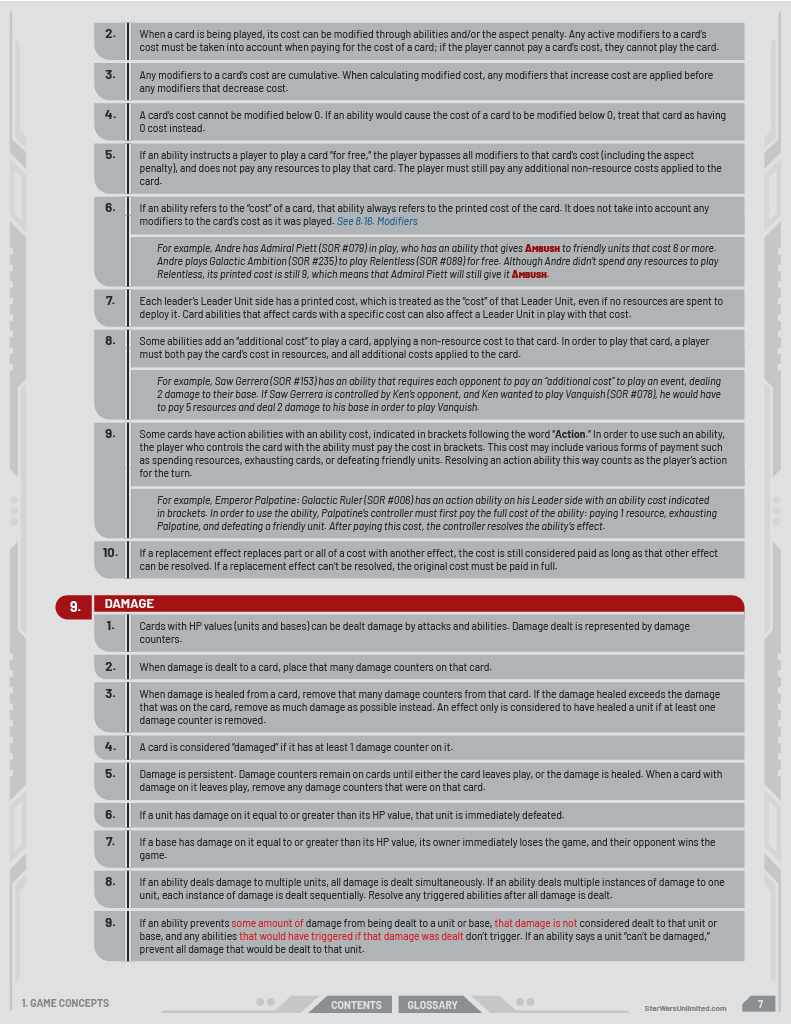 2. When a card is being played, its cost can be modified through abilities and/or the aspect penalty. Any active modifiers to a card's
cost must be taken into account when paying for the cost of a card; if the player cannot pay a card's cost, they cannot play the card.
3. Any modifiers to a card's cost are cumulative. When calculating modified cost, any modifiers that increase cost are applied before
any modifiers that decrease cost.
4. A card's cost cannot be modified below 0. If an ability would cause the cost of a card to be modified below 0, treat that card as having
0 cost instead.
5. If an ability instructs a player to play a card "for free," the player bypasses all modifiers to that card's cost (including the aspect
penalty), and does not pay any resources to play that card. The player must still pay any additional non-resource costs applied to the
card.
6. If an ability refers to the "cost" of a card, that ability always refers to the printed cost of the card. It does not take into account any
modifiers to the card's cost as it was played. See 8.16. Modifiers
For example, Andre has Admiral Piett (SOR #079) in play, who has an ability that gives AMBUSH to friendly units that cost 6 or more.
Andre plays Galactic Ambition (SOR #235) to play Relentless (SOR #089) for free. Although Andre didn't spend any resources to play
Relentless, its printed cost is still 9, which means that Admiral Piett will still give it AMBUSH.
7. Each leader's Leader Unit side has a printed cost, which is treated as the "cost" of that Leader Unit, even if no resources are spent to
deploy it. Card abilities that affect cards with a specific cost can also affect a Leader Unit in play with that cost.
8. Some abilities add an "additional cost" to play a card, applying a non-resource cost to that card. In order to play that card, a player
must both pay the card's cost in resources, and all additional costs applied to the card.
For example, Saw Gerrera (SOR #153) has an ability that requires each opponent to pay an "additional cost" to play an event, dealing
2 damage to their base. If Saw Gerrera is controlled by Ken's opponent, and Ken wanted to play Vanquish (SOR #078), he would have
to pay 5 resources and deal 2 damage to his base in order to play Vanquish.
9. Some cards have action abilities with an ability cost, indicated in brackets following the word "Action." In order to use such an ability,
the player who controls the card with the ability must pay the cost in brackets. This cost may include various forms of payment such
as spending resources, exhausting cards, or defeating friendly units. Resolving an action ability this way counts as the player's action
for the turn.
For example, Emperor Palpatine: Galactic Ruler (SOR #006) has an action ability on his Leader side with an ability cost indicated
in brackets. In order to use the ability, Palpatine's controller must first pay the full cost of the ability: paying 1 resource, exhausting
Palpatine, and defeating a friendly unit. After paying this cost, the controller resolves the ability's effect.
10. If a replacement effect replaces part or all of a cost with another effect, the cost is still considered paid as long as that other effect
can be resolved. If a replacement effect can't be resolved, the original cost must be paid in full.
9. DAMAGE
1. Cards with HP values (units and bases) can be dealt damage by attacks and abilities. Damage dealt is represented by damage
counters.
2. When damage is dealt to a card, place that many damage counters on that card.
3. When damage is healed from a card, remove that many damage counters from that card. If the damage healed exceeds the damage
that was on the card, remove as much damage as possible instead. An effect only is considered to have healed a unit if at least one
damage counter is removed.
4. A card is considered "damaged" if it has at least 1 damage counter on it.
5. Damage is persistent. Damage counters remain on cards until either the card leaves play, or the damage is healed. When a card with
damage on it leaves play, remove any damage counters that were on that card.
6. If a unit has damage on it equal to or greater than its HP value, that unit is immediately defeated.
7. If a base has damage on it equal to or greater than its HP value, its owner immediately loses the game, and their opponent wins the
game.
8. If an ability deals damage to multiple units, all damage is dealt simultaneously. If an ability deals multiple instances of damage to one
unit, each instance of damage is dealt sequentially. Resolve any triggered abilities after all damage is dealt.
9. If an ability prevents some amount of damage from being dealt to a unit or base, that damage is not considered dealt to that unit or
base, and any abilities that would have triggered if that damage was dealt don't trigger. If an ability says a unit "can't be damaged,"
prevent all damage that would be dealt to that unit.
1. GAME CONCEPTS
CONTENTS
GLOSSARY
StarWarsUnlimited.com
7